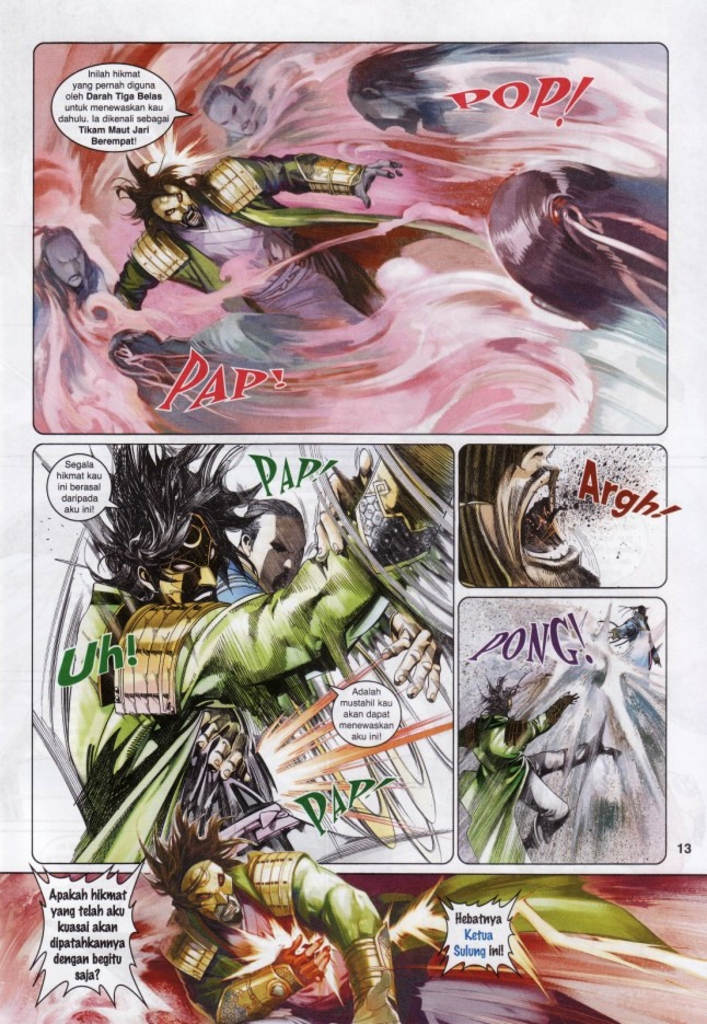 Inilah hikmat
yang pernah diguna
oleh Darah Tiga Belas
untuk menewaskan kau
dahulu. Ia dikenali sebagai
Tikam Maut Jari
Berempat!
POP!
PAP!
Segala
hikmat kau
ini berasal
daripada
aku ini!
PAP!
Uh!
Adalah
mustahil kau
akan dapat
menewaskan
aku ini!
PAP!
Argh!
PONG!
13
Apakah hikmat
yang telah aku
kuasai akan
dipatahkannya
dengan begitu
saja?
Hebatnya
Ketua
Sulung ini!